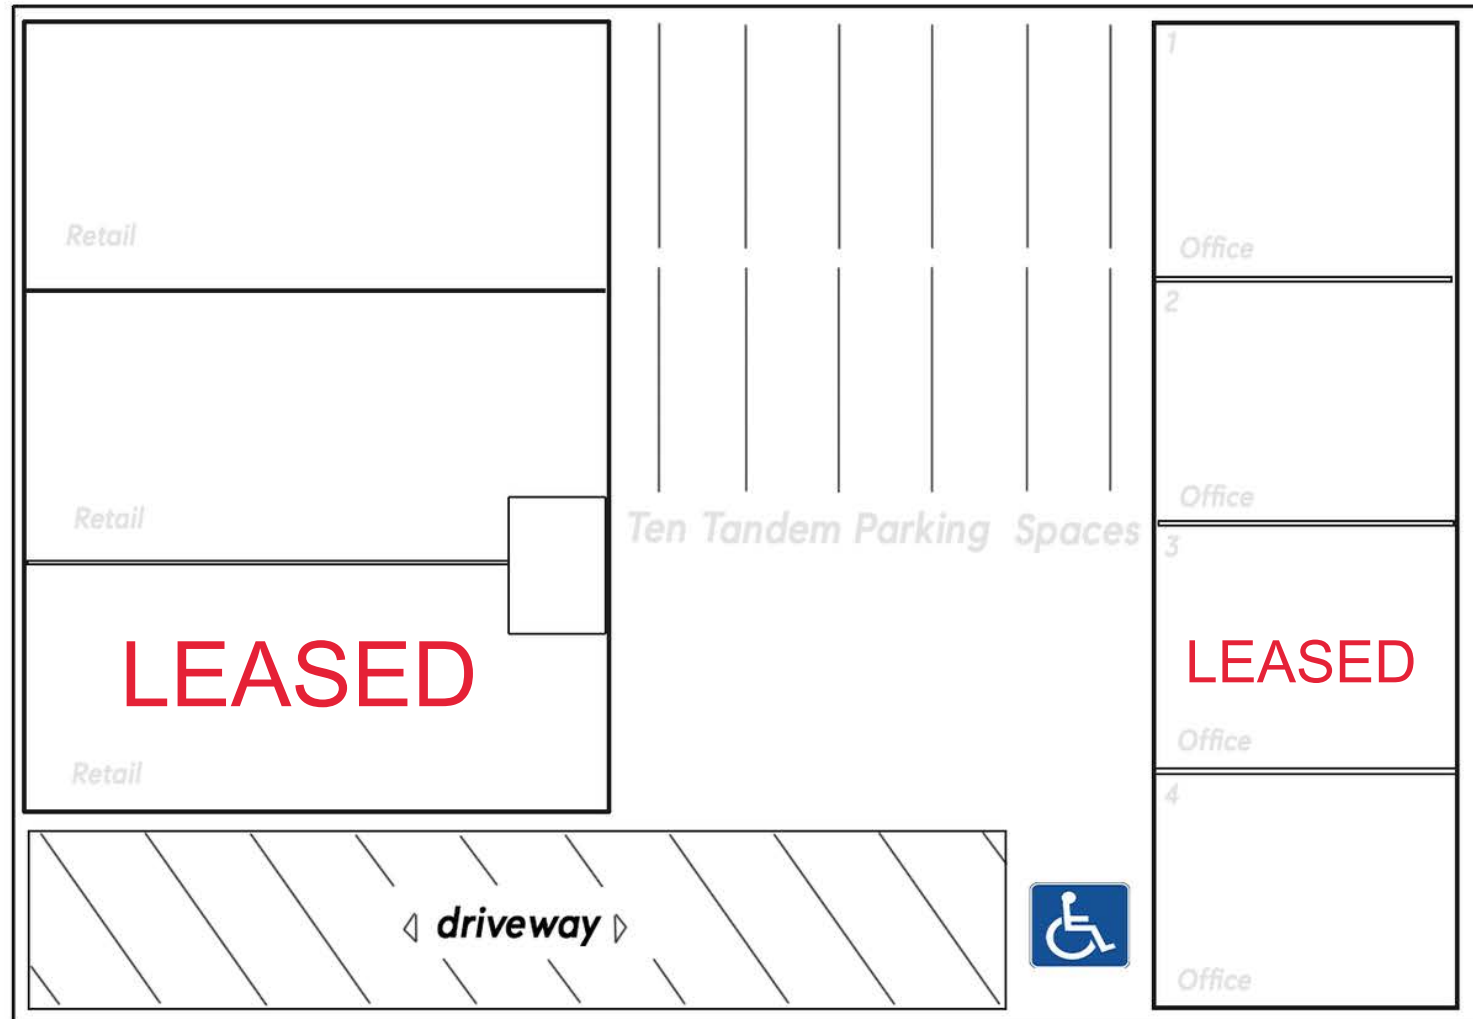 Retail
Retail
LEASED
Retail
Ten Tandem Parking Spaces
driveway
1
Office
2
Office
3
LEASED
Office
4
Office